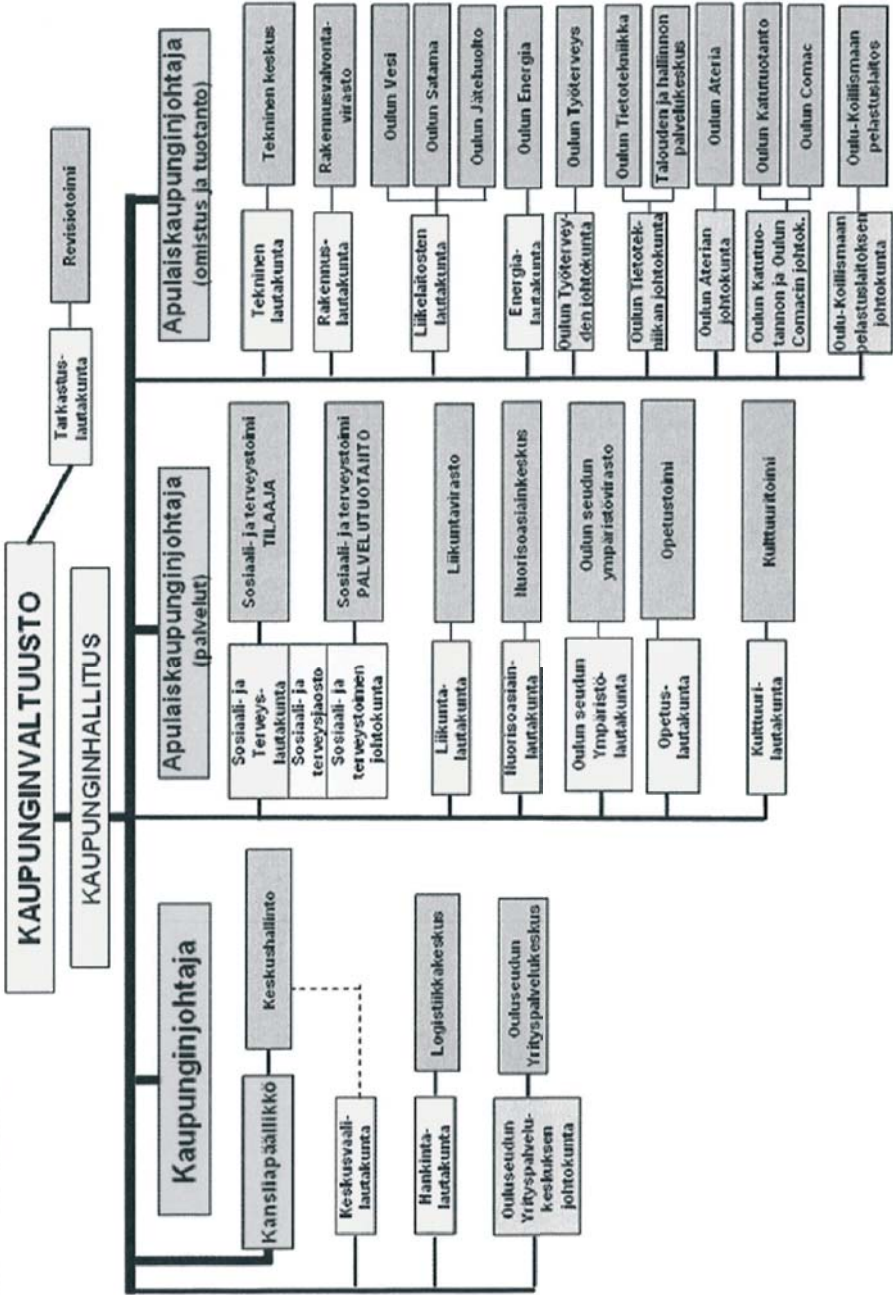 KAUPUNGINVALTUUSTO
KAUPUNGINHALLITUS
Tarkastus-
lautakunta
Revisiotoimi
Kaupunginjohtaja
Kansliapäällikkö
Keskushallinto
Keskusvaali-
lautakunta
Hankinta-
lautakunta
Logistiikkakeskus
Ouluseudun
Yrityspalvelu-
keskuksen
johtokunta
Ouluseudun
Yrityspalvelukeskus
Apulaiskaupunginjohtaja
(palvelut)
Sosiaali- ja
Terveys-
lautakunta
Sosiaali- ja
terveysjaosto
Sosiaali- ja
terveystoimen
johtokunta
Sosiaali- ja terveystoimi
TILAAJA
Sosiaali- ja terveystoimi
PALVELUTUOTANTO
Liikunta-
lautakunta
Liikuntavirasto
Nuorisoasiain-
lautakunta
Nuorisoasiainkeskus
Oulun seudun
Ympäristö-
lautakunta
Oulun seudun
ympäristövirasto
Opetus-
lautakunta
Opetustoimi
Kulttuuri-
lautakunta
Kulttuuritoimi
Apulaiskaupunginjohtaja
(omistus ja tuotanto)
Tekninen
lautakunta
Tekninen keskus
Rakennus-
lautakunta
Rakennusvalvonta-
virasto
Liikelaitosten
lautakunta
Oulun Vesi
Oulun Satama
Oulun Jätehuolto
Energia-
lautakunta
Oulun Energia
Oulun Työtervey-
den johtokunta
Oulun Työterveys
Oulun Tietotek-
niikan johtokunta
Oulun Tietotekniikka
Talouden ja hallinnon
palvelukeskus
Oulun Aterian
johtokunta
Oulun Ateria
Oulun Katutuo-
tannon ja Oulun
Comacin johtok.
Oulun Katutuotanto
Oulun Comac
Oulu-Koillismaan
pelastuslaitoksen
johtokunta
Oulu-Koillismaan
pelastuslaitos